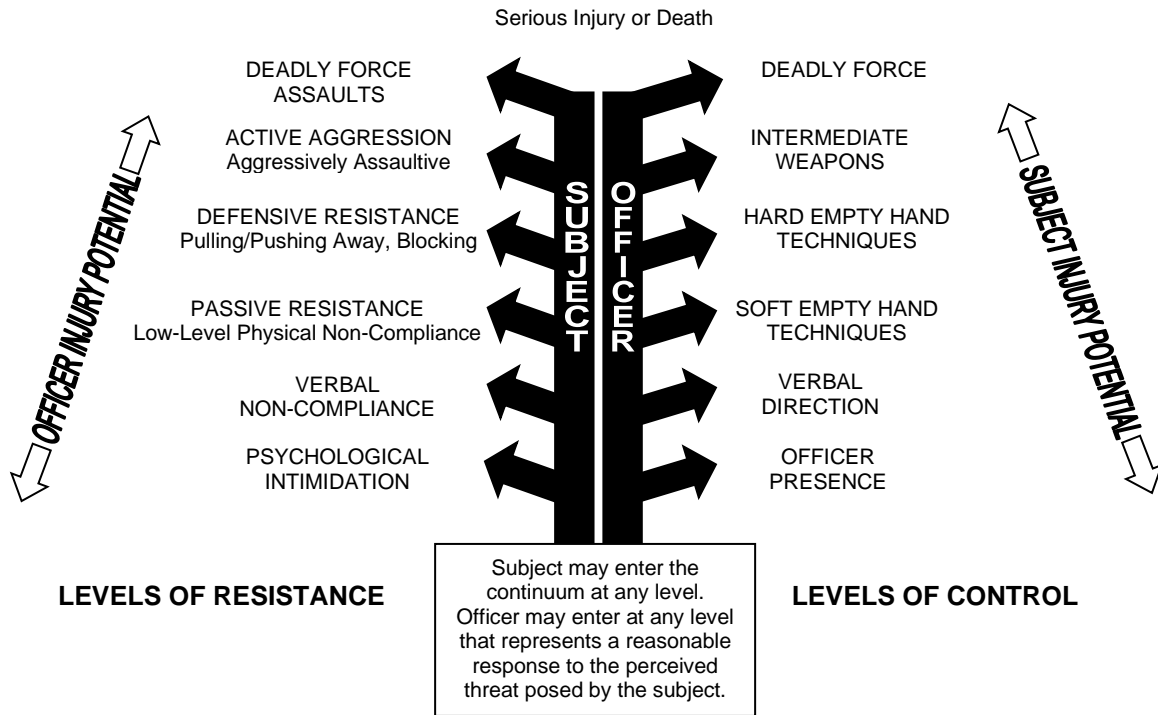 Serious Injury or Death
DEADLY FORCE
ASSAULTS
DEADLY FORCE
ACTIVE AGGRESSION
Aggressively Assaultive
INTERMEDIATE
WEAPONS
DEFENSIVE RESISTANCE
Pulling/Pushing Away, Blocking
HARD EMPTY HAND
TECHNIQUES
PASSIVE RESISTANCE
Low-Level Physical Non-Compliance
SOFT EMPTY HAND
TECHNIQUES
VERBAL
NON-COMPLIANCE
VERBAL
DIRECTION
PSYCHOLOGICAL
INTIMIDATION
OFFICER
PRESENCE
OFFICER INJURY POTENTIAL
SUBJECT
OFFICER
SUBJECT INJURY POTENTIAL
LEVELS OF RESISTANCE
Subject may enter the
continuum at any level.
Officer may enter at any level
that represents a reasonable
response to the perceived
threat posed by the subject.
LEVELS OF CONTROL